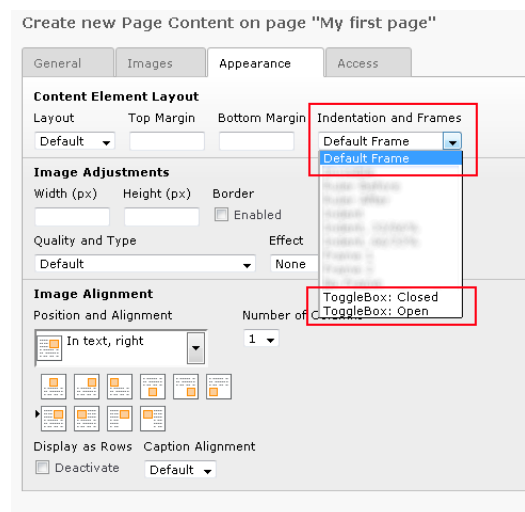 Create new Page Content on page "My first page"
General Images Appearance Access
Content Element Layout
Layout Top Margin Bottom Margin Indentation and Frames
Default Default Frame
Default Frame
Image Adjustments
Width (px) Height (px) Border
Enabled
Quality and Type Effect
Default None
ToggleBox: Closed
ToggleBox: Open
Image Alignment
Position and Alignment Number of
In text, right 1
Display as Rows Caption Alignment
Deactivate Default